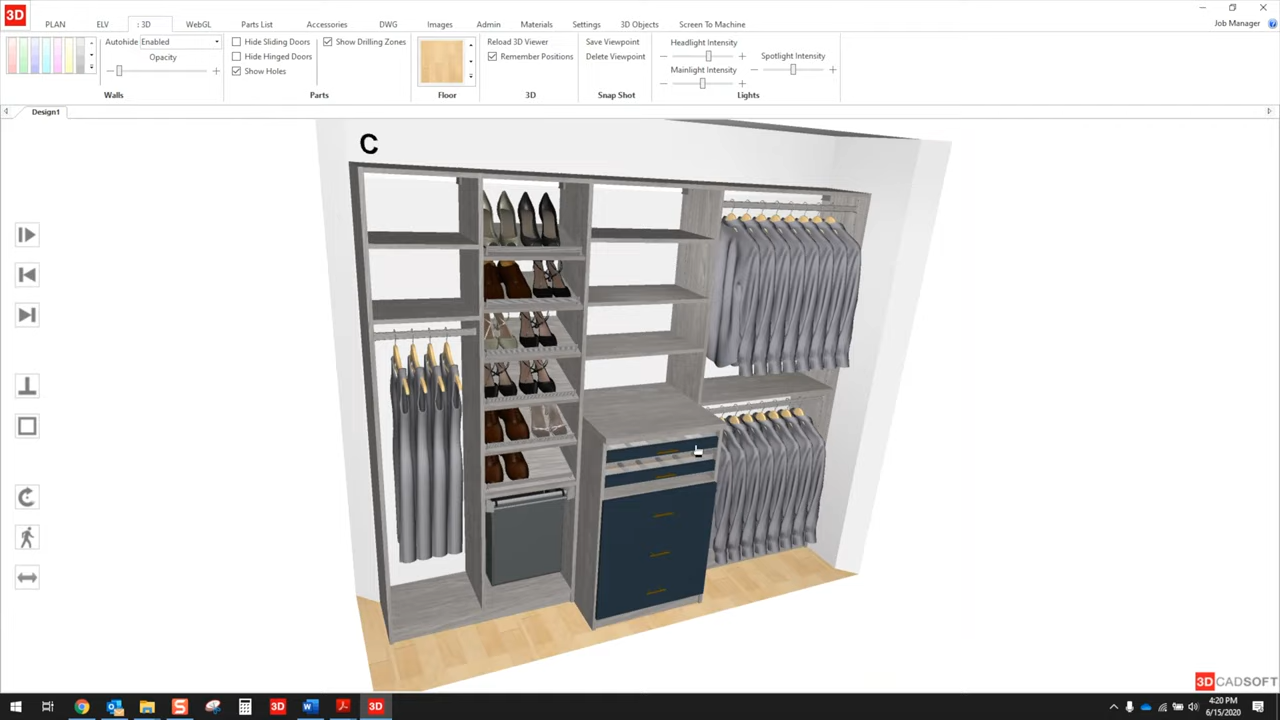 3D
PLAN ELV : 3D WebGL Parts List Accessories DWG Images Admin Materials Settings 3D Objects Screen To Machine Job Manager
Autohide Enabled
Opacity
Walls
Hide Sliding Doors Show Drilling Zones
Hide Hinged Doors
Show Holes
Parts
Floor
Reload 3D Viewer
Remember Positions
3D
Save Viewpoint
Delete Viewpoint
Snap Shot
Headlight Intensity
Mainlight Intensity
Spotlight Intensity
Lights
Design1
C
3DCADSOFT
4:20 PM
6/15/2020